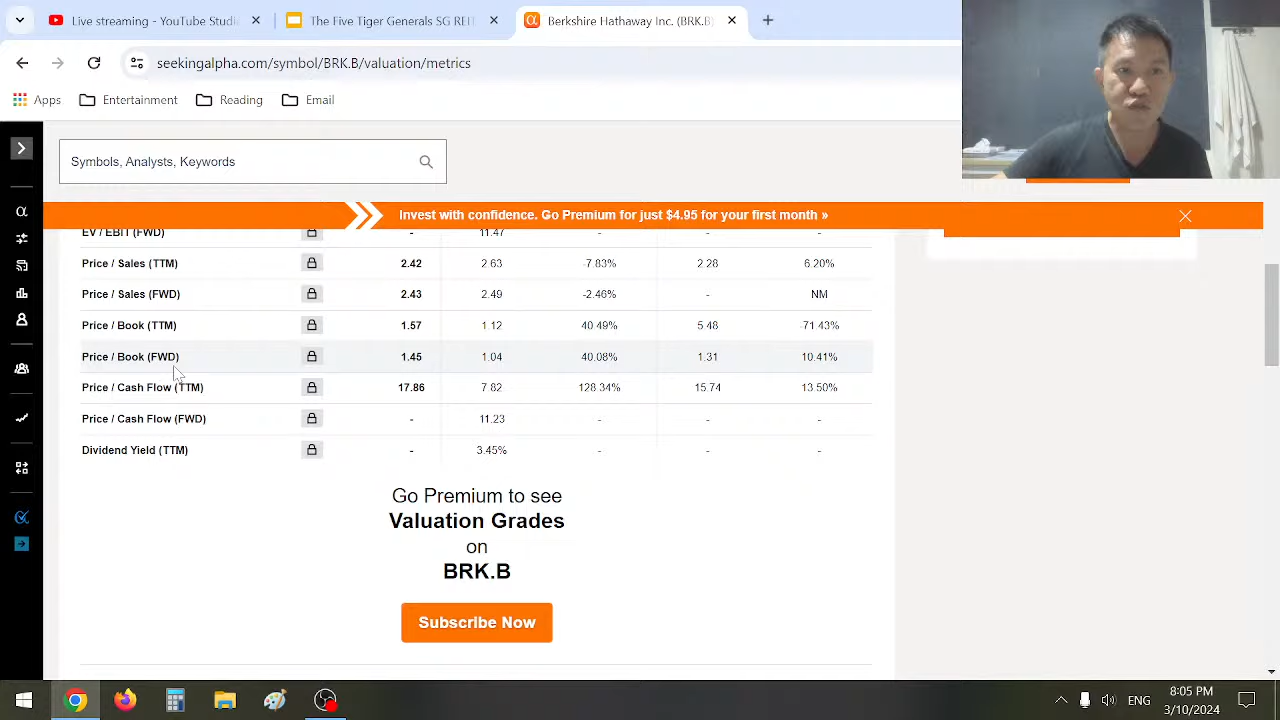 Live streaming - YouTube Studi
The Five Tiger Generals SG REI
Berkshire Hathaway Inc. (BRK.B)
seekingalpha.com/symbol/BRK.B/valuation/metrics
Apps Entertainment Reading Email
Symbols, Analysts, Keywords
Invest with confidence. Go Premium for just $4.95 for your first month »
EV / EBIT (FWD) - 11.47 - - -
Price / Sales (TTM) 2.42 2.63 -7.83% 2.28 6.20%
Price / Sales (FWD) 2.43 2.49 -2.46% - NM
Price / Book (TTM) 1.57 1.12 40.49% 5.48 -71.43%
Price / Book (FWD) 1.45 1.04 40.08% 1.31 10.41%
Price / Cash Flow (TTM) 17.86 7.82 128.34% 15.74 13.50%
Price / Cash Flow (FWD) - 11.23 - - -
Dividend Yield (TTM) - 3.45% - - -
Go Premium to see
Valuation Grades
on
BRK.B
Subscribe Now
ENG
8:05 PM
3/10/2024